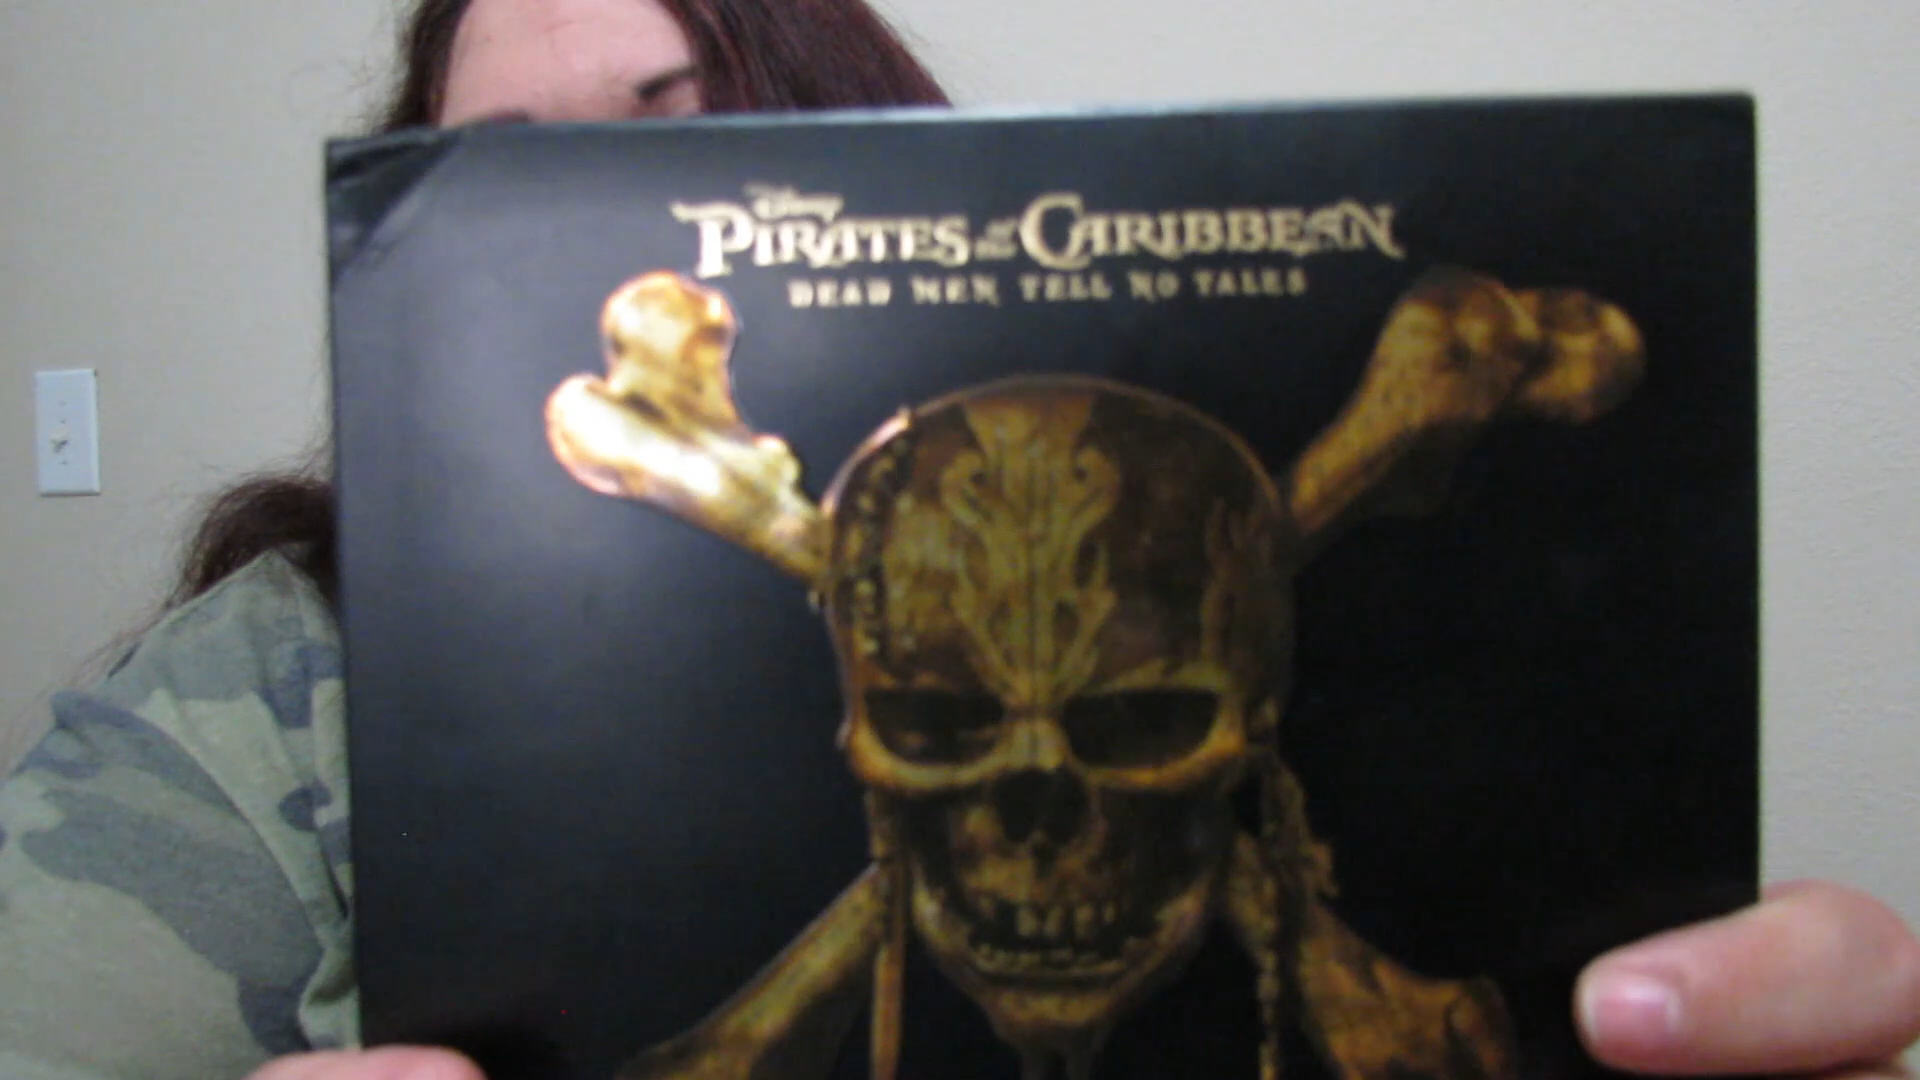 Disney
PIRATES OF THE CARIBBEAN
DEAD MEN TELL NO TALES